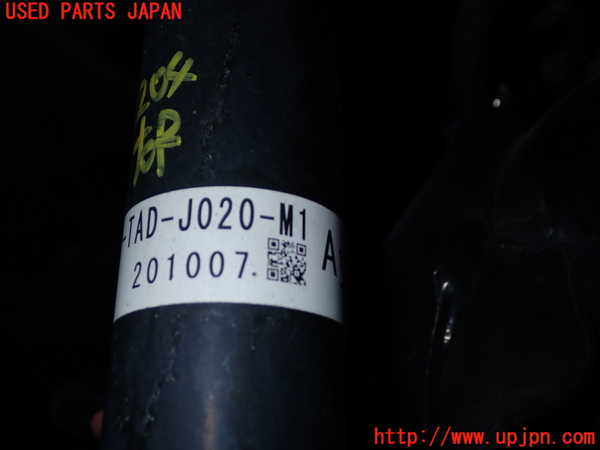 USED PARTS JAPAN
204
-TAD-J020-M1
201007.
A
http://www.upjpn.com/